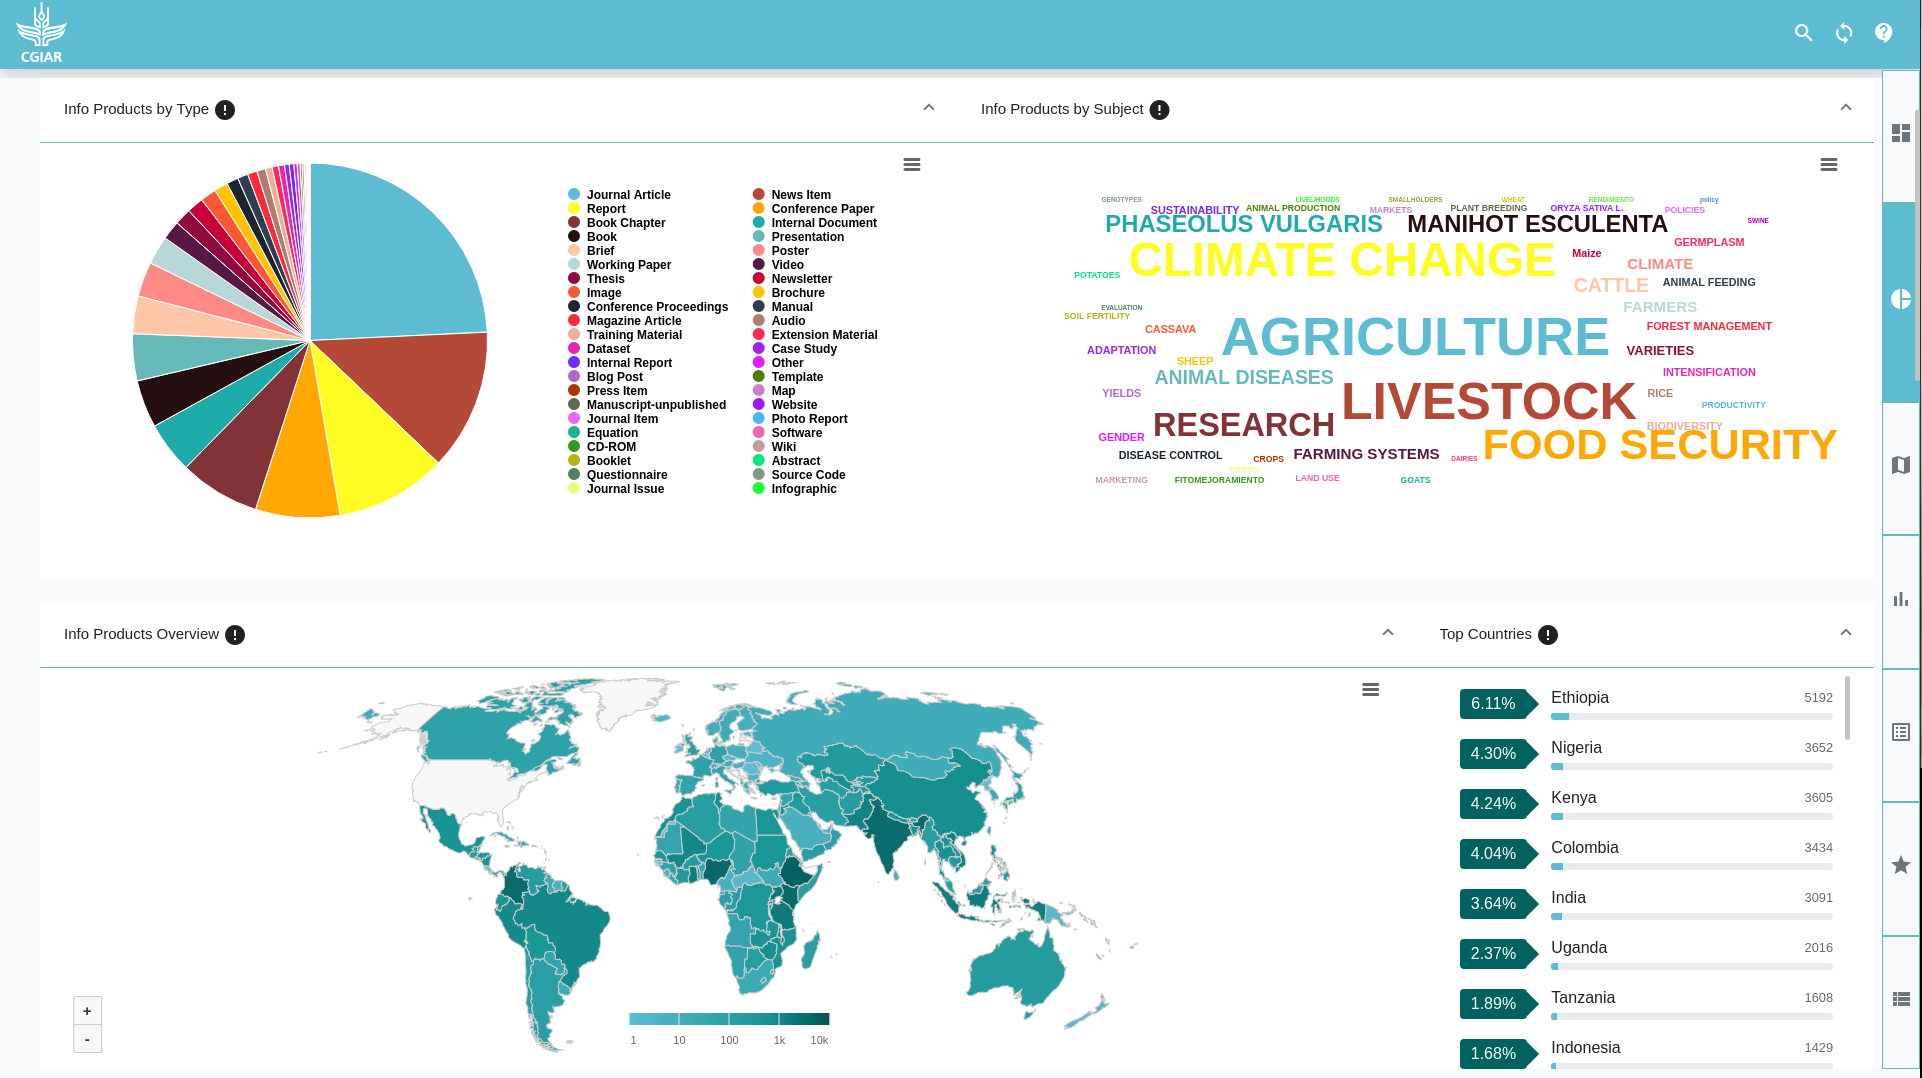 CGIAR
Info Products by Type
Info Products by Subject
Journal Article
News Item
Report
Conference Paper
Book Chapter
Internal Document
Book
Presentation
Brief
Poster
Working Paper
Video
Thesis
Newsletter
Image
Brochure
Conference Proceedings
Manual
Magazine Article
Audio
Training Material
Extension Material
Dataset
Case Study
Internal Report
Other
Blog Post
Template
Press Item
Map
Manuscript-unpublished
Website
Journal Item
Photo Report
Equation
Software
CD-ROM
Wiki
Booklet
Abstract
Questionnaire
Source Code
Journal Issue
Infographic
GENOTYPES
LIVELIHOODS
SMALLHOLDERS
WHEAT
RENDIMIENTO
policy
SUSTAINABILITY
ANIMAL PRODUCTION
MARKETS
PLANT BREEDING
ORYZA SATIVA L.
POLICIES
PHASEOLUS VULGARIS
MANIHOT ESCULENTA
SWINE
CLIMATE CHANGE
Maize
GERMPLASM
CLIMATE
POTATOES
CATTLE
ANIMAL FEEDING
EVALUATION
FARMERS
SOIL FERTILITY
CASSAVA
AGRICULTURE
FOREST MANAGEMENT
ADAPTATION
VARIETIES
SHEEP
ANIMAL DISEASES
INTENSIFICATION
YIELDS
LIVESTOCK
RICE
PRODUCTIVITY
RESEARCH
BIODIVERSITY
GENDER
FOOD SECURITY
DISEASE CONTROL
CROPS
FARMING SYSTEMS
DAIRIES
FORESTS
MARKETING
FITOMEJORAMIENTO
LAND USE
GOATS
Info Products Overview
Top Countries
6.11% Ethiopia 5192
4.30% Nigeria 3652
4.24% Kenya 3605
4.04% Colombia 3434
3.64% India 3091
2.37% Uganda 2016
1.89% Tanzania 1608
1.68% Indonesia 1429
+
-
1 10 100 1k 10k